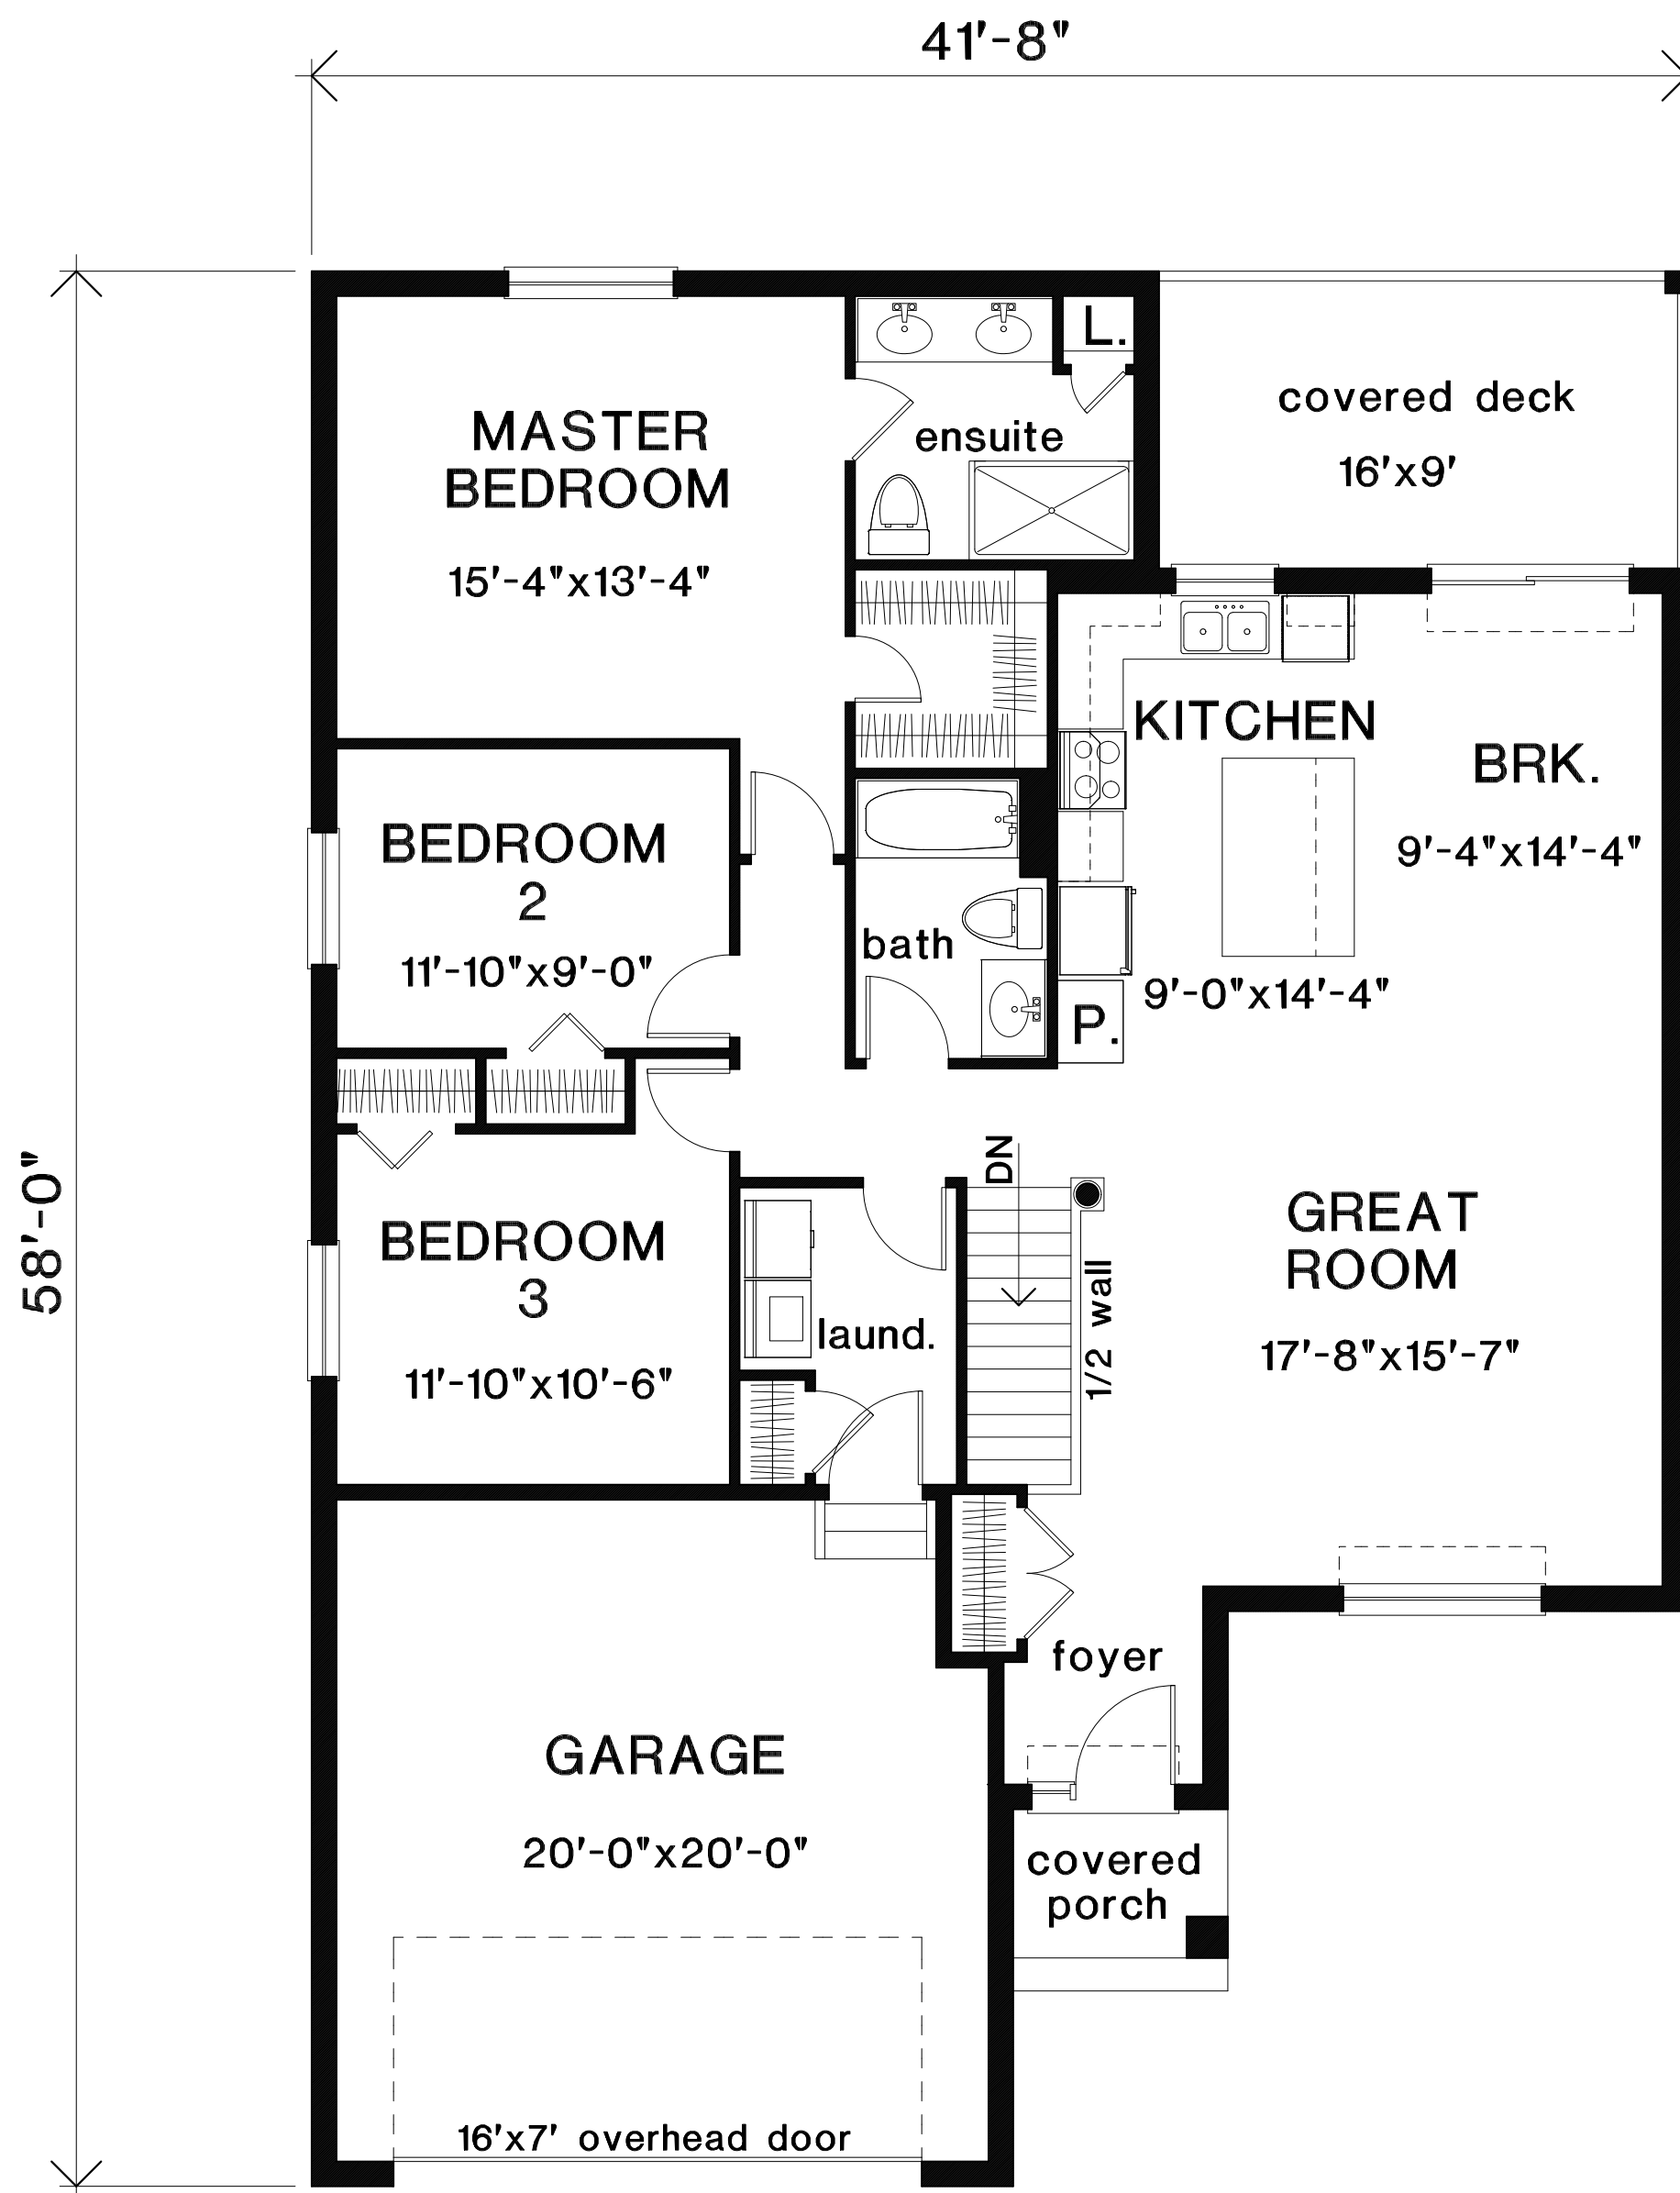 41'-8"
L.
covered deck
16'x9'
MASTER
BEDROOM
15'-4"x13'-4"
ensuite
KITCHEN
BRK.
9'-4"x14'-4"
BEDROOM
2
11'-10"x9'-0"
bath
9'-0"x14'-4"
P.
58'-0"
DN
BEDROOM
3
11'-10"x10'-6"
laund.
1/2 wall
GREAT
ROOM
17'-8"x15'-7"
foyer
GARAGE
20'-0"x20'-0"
covered
porch
16'x7' overhead door